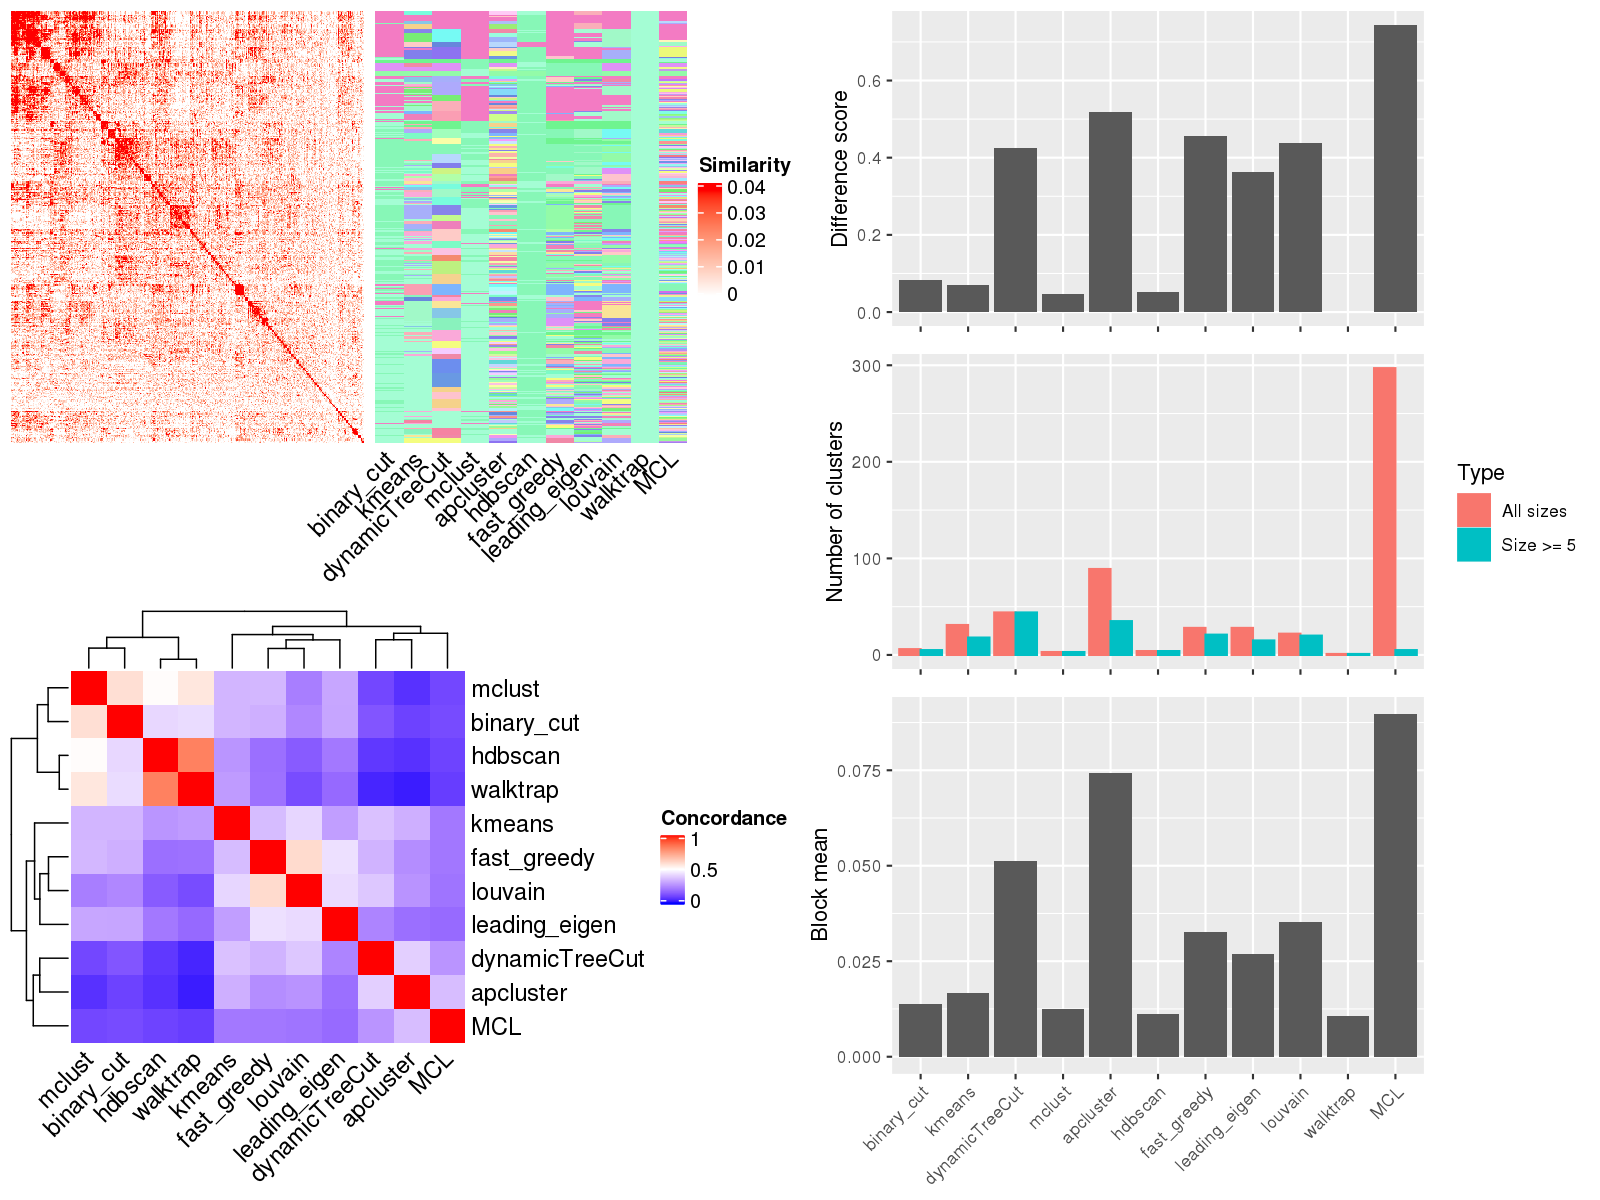 Similarity
0.04
0.03
0.02
0.01
0
binary_cut
kmeans
dynamicTreeCut
mclust
apcluster
hdbscan
fast_greedy
leading_eigen
louvain
walktrap
MCL
mclust
binary_cut
hdbscan
walktrap
kmeans
fast_greedy
louvain
leading_eigen
dynamicTreeCut
apcluster
MCL
mclust
binary_cut
hdbscan
walktrap
kmeans
fast_greedy
louvain
leading_eigen
dynamicTreeCut
apcluster
MCL
Concordance
1
0.5
0
Difference score
0.6
0.4
0.2
0.0
Number of clusters
300
200
100
0
Type
All sizes
Size >= 5
Block mean
0.075
0.050
0.025
0.000
binary_cut
kmeans
dynamicTreeCut
mclust
apcluster
hdbscan
fast_greedy
leading_eigen
louvain
walktrap
MCL